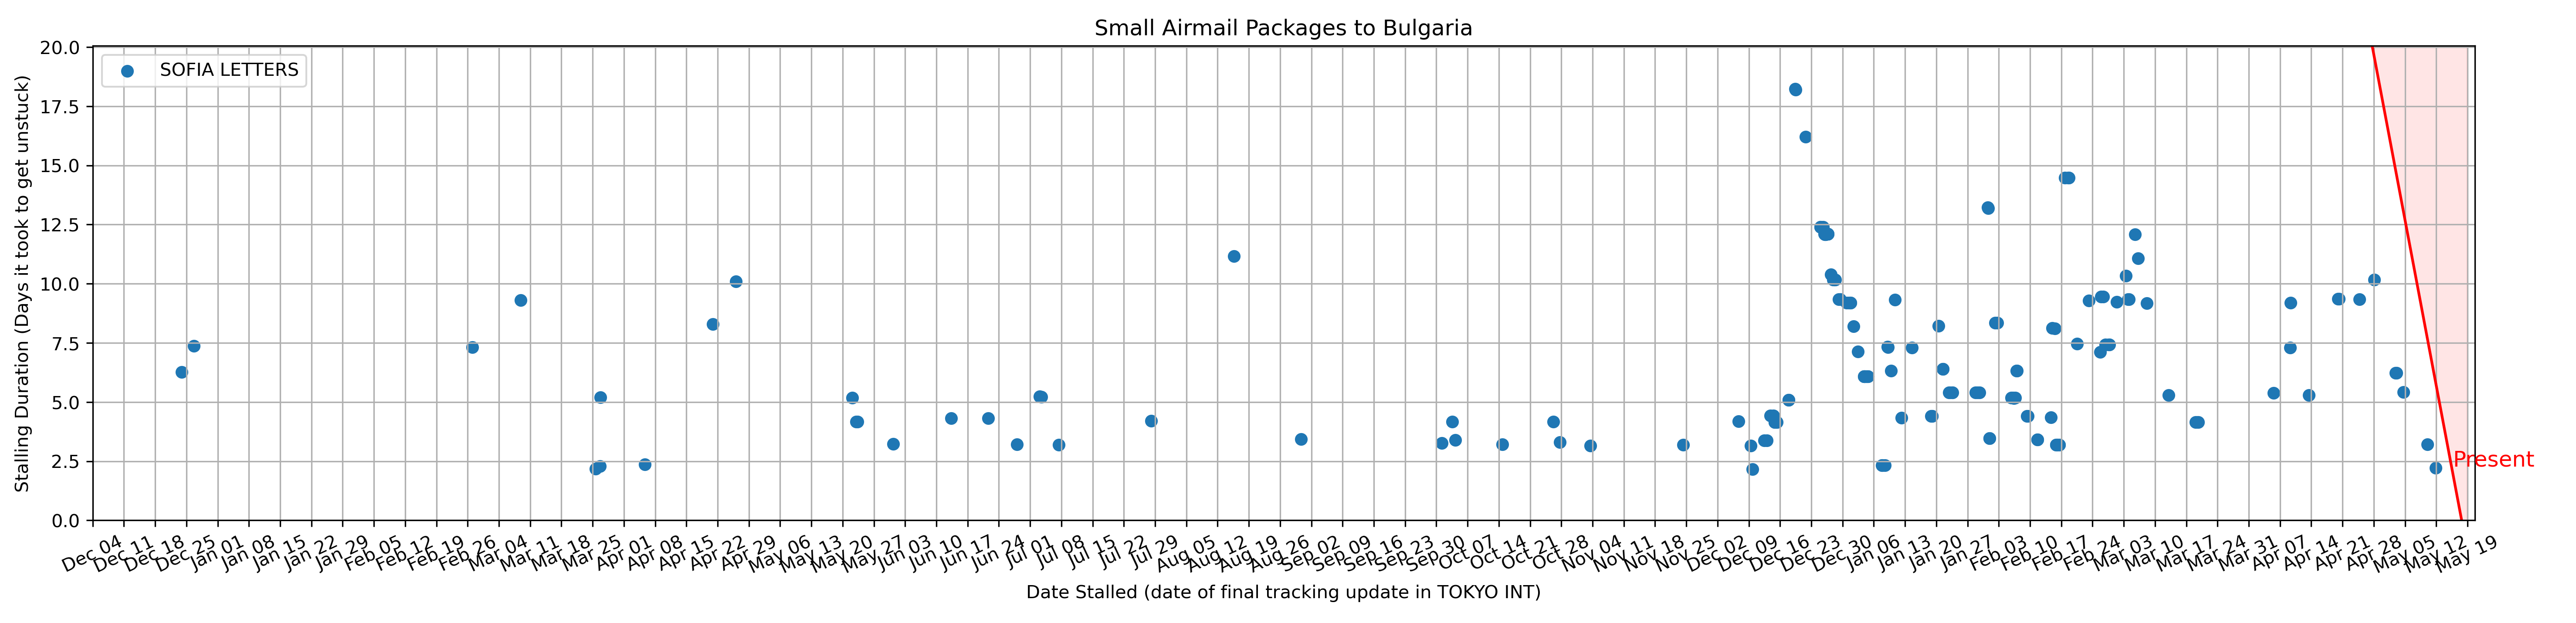 Small Airmail Packages to Bulgaria
Stalling Duration (Days it took to get unstuck)
20.0
17.5
15.0
12.5
10.0
7.5
5.0
2.5
0.0
SOFIA LETTERS
Present
Dec 04
Dec 11
Dec 18
Dec 25
Jan 01
Jan 08
Jan 15
Jan 22
Jan 29
Feb 05
Feb 12
Feb 19
Feb 26
Mar 04
Mar 11
Mar 18
Mar 25
Apr 01
Apr 08
Apr 15
Apr 22
Apr 29
May 06
May 13
May 20
May 27
Jun 03
Jun 10
Jun 17
Jun 24
Jul 01
Jul 08
Jul 15
Jul 22
Jul 29
Aug 05
Aug 12
Aug 19
Aug 26
Sep 02
Sep 09
Sep 16
Sep 23
Sep 30
Oct 07
Oct 14
Oct 21
Oct 28
Nov 04
Nov 11
Nov 18
Nov 25
Dec 02
Dec 09
Dec 16
Dec 23
Dec 30
Jan 06
Jan 13
Jan 20
Jan 27
Feb 03
Feb 10
Feb 17
Feb 24
Mar 03
Mar 10
Mar 17
Mar 24
Mar 31
Apr 07
Apr 14
Apr 21
Apr 28
May 05
May 12
May 19
Date Stalled (date of final tracking update in TOKYO INT)